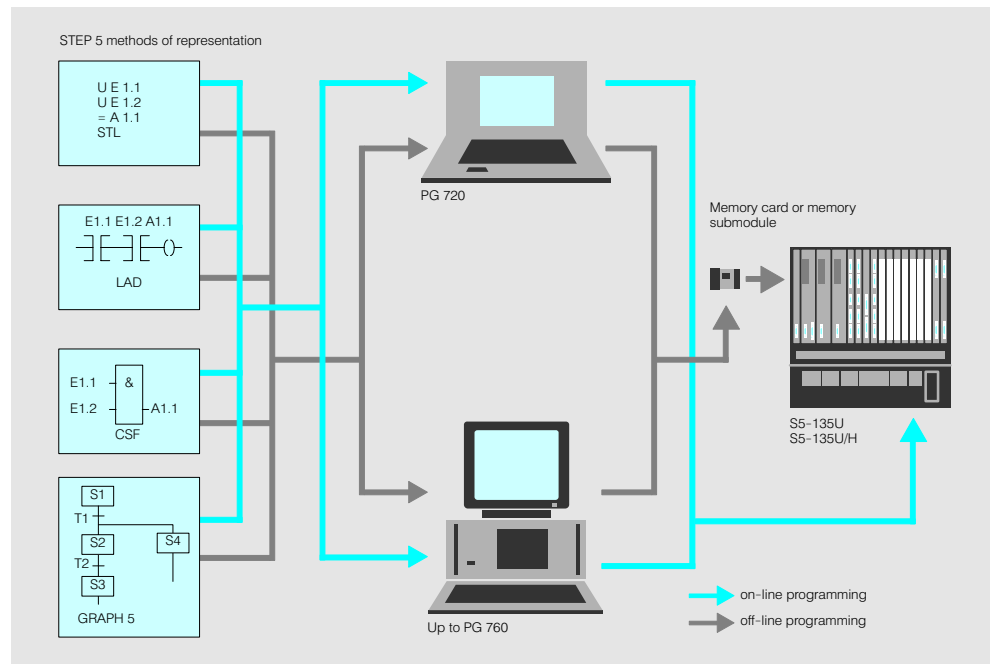 STEP 5 methods of representation
U E 1.1
U E 1.2
= A 1.1
STL
E1.1 E1.2 A1.1
LAD
E1.1
&
E1.2
A1.1
CSF
S1
T1
S2
S4
T2
S3
GRAPH 5
PG 720
Up to PG 760
Memory card or memory
submodule
S5-135U
S5-135U/H
on-line programming
off-line programming